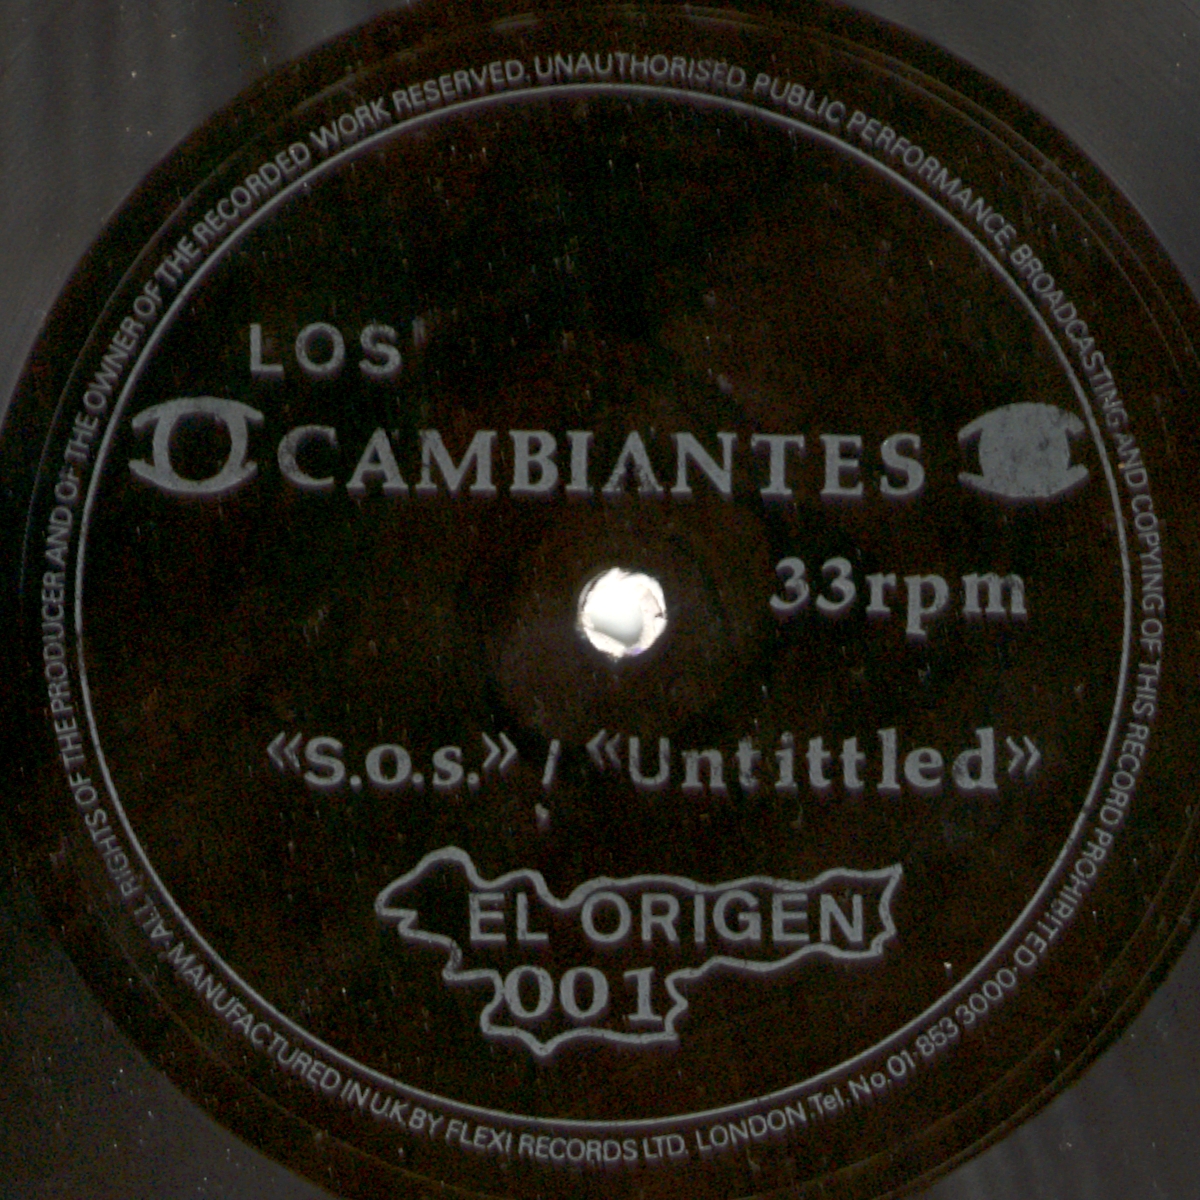 LOS
CAMBIANTES
33rpm
«S.o.s.» / «Untittled»
EL ORIGEN
001
ALL RIGHTS OF THE PRODUCER AND OF THE OWNER OF THE RECORDED WORK RESERVED. UNAUTHORISED PUBLIC PERFORMANCE, BROADCASTING AND COPYING OF THIS RECORD PROHIBITED.
MANUFACTURED IN U.K. BY FLEXI RECORDS LTD. LONDON Tel. No. 01-853 3000